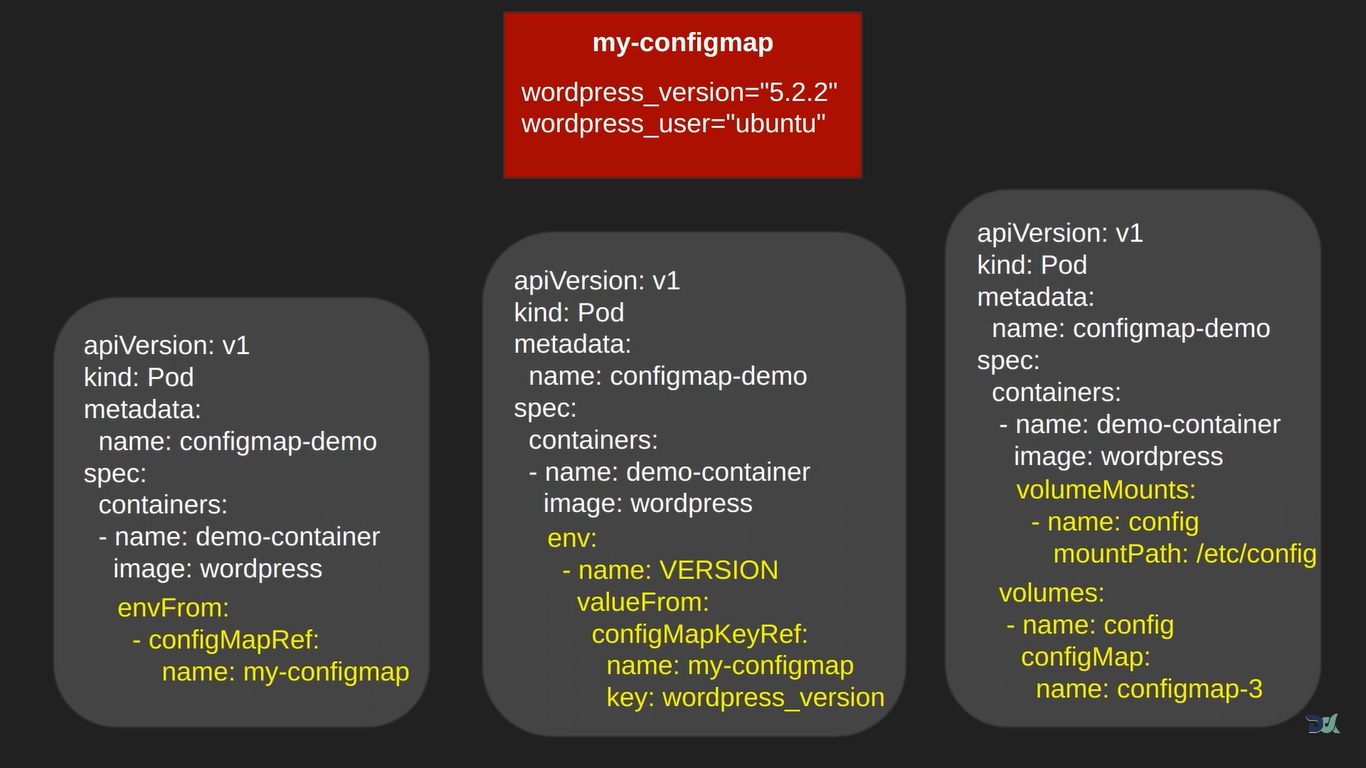 my-configmap
wordpress_version="5.2.2"
wordpress_user="ubuntu"
apiVersion: v1
kind: Pod
metadata:
  name: configmap-demo
spec:
  containers:
  - name: demo-container
    image: wordpress
    envFrom:
      - configMapRef:
          name: my-configmap
apiVersion: v1
kind: Pod
metadata:
  name: configmap-demo
spec:
  containers:
  - name: demo-container
    image: wordpress
    env:
      - name: VERSION
        valueFrom:
          configMapKeyRef:
            name: my-configmap
            key: wordpress_version
apiVersion: v1
kind: Pod
metadata:
  name: configmap-demo
spec:
  containers:
   - name: demo-container
     image: wordpress
     volumeMounts:
       - name: config
          mountPath: /etc/config
   volumes:
    - name: config
      configMap:
        name: configmap-3